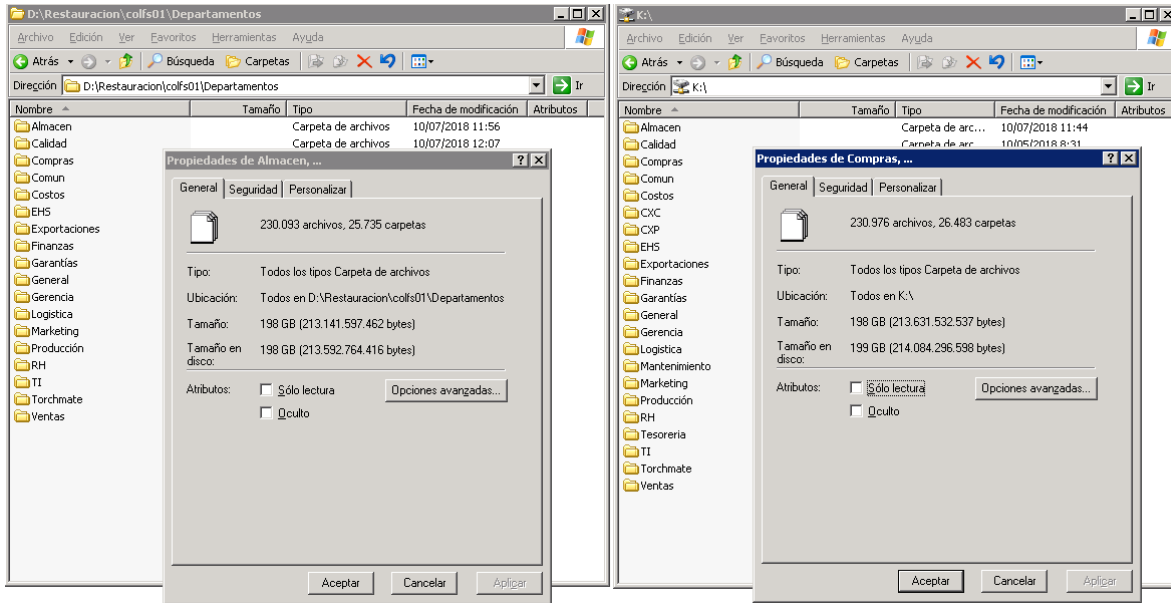 D:\Restauracion\colfs01\Departamentos
Archivo Edición Ver Favoritos Herramientas Ayuda
Atrás Búsqueda Carpetas
Dirección D:\Restauracion\colfs01\Departamentos Ir
Nombre Tamaño Tipo Fecha de modificación Atributos
Almacen Carpeta de archivos 10/07/2018 11:56
Calidad Carpeta de archivos 10/07/2018 12:07
Compras
Comun
Costos
EHS
Exportaciones
Finanzas
Garantías
General
Gerencia
Logistica
Marketing
Producción
RH
TI
Torchmate
Ventas
Propiedades de Almacen, ...
General Seguridad Personalizar
230.093 archivos, 25.735 carpetas
Tipo: Todos los tipos Carpeta de archivos
Ubicación: Todos en D:\Restauracion\colfs01\Departamentos
Tamaño: 198 GB (213.141.597.462 bytes)
Tamaño en disco: 198 GB (213.592.764.416 bytes)
Atributos: Sólo lectura Opciones avanzadas...
Oculto
Aceptar Cancelar Aplicar
K:\
Archivo Edición Ver Favoritos Herramientas Ayuda
Atrás Búsqueda Carpetas
Dirección K:\ Ir
Nombre Tamaño Tipo Fecha de modificación Atributos
Almacen Carpeta de arc... 10/07/2018 11:44
Calidad Carpeta de arc... 10/05/2018 8:31
Compras
Comun
Costos
CXC
CXP
EHS
Exportaciones
Finanzas
Garantías
General
Gerencia
Logistica
Mantenimiento
Marketing
Producción
RH
Tesoreria
TI
Torchmate
Ventas
Propiedades de Compras, ...
General Seguridad Personalizar
230.976 archivos, 26.483 carpetas
Tipo: Todos los tipos Carpeta de archivos
Ubicación: Todos en K:\
Tamaño: 198 GB (213.631.532.537 bytes)
Tamaño en disco: 199 GB (214.084.296.598 bytes)
Atributos: Sólo lectura Opciones avanzadas...
Oculto
Aceptar Cancelar Aplicar